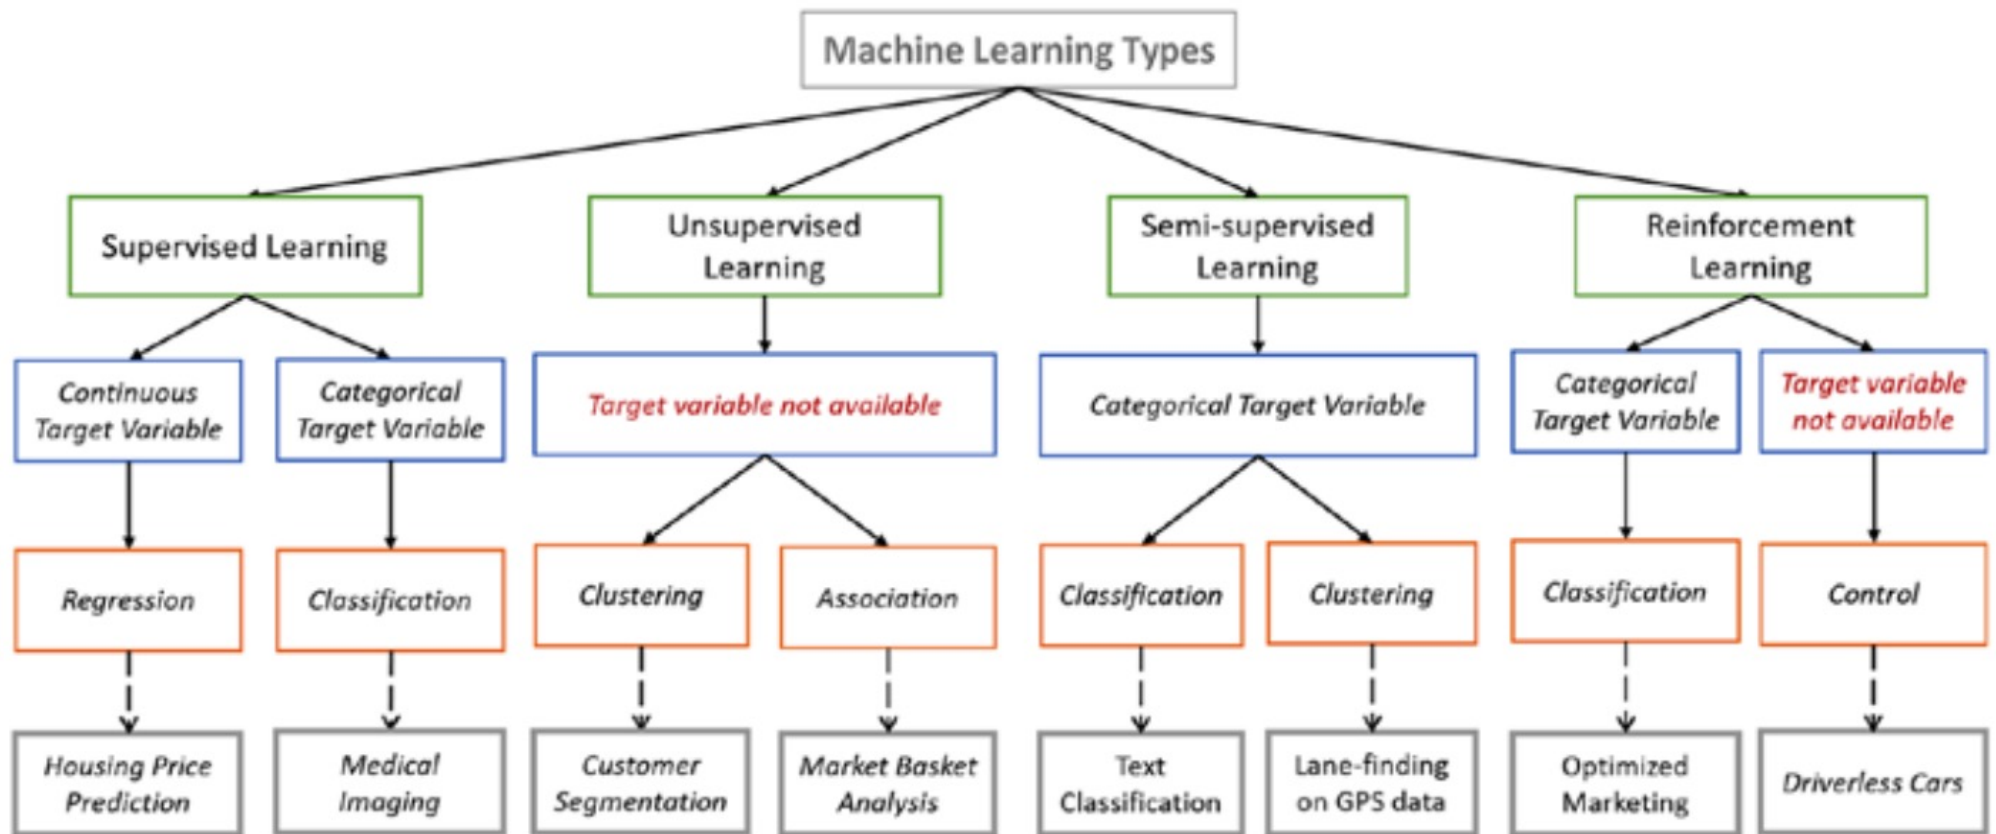 Machine Learning Types
Supervised Learning
Unsupervised
Learning
Semi-supervised
Learning
Reinforcement
Learning
Continuous
Target Variable
Categorical
Target Variable
Target variable not available
Categorical Target Variable
Categorical
Target Variable
Target variable
not available
Regression
Classification
Clustering
Association
Classification
Clustering
Classification
Control
Housing Price
Prediction
Medical
Imaging
Customer
Segmentation
Market Basket
Analysis
Text
Classification
Lane-finding
on GPS data
Optimized
Marketing
Driverless Cars